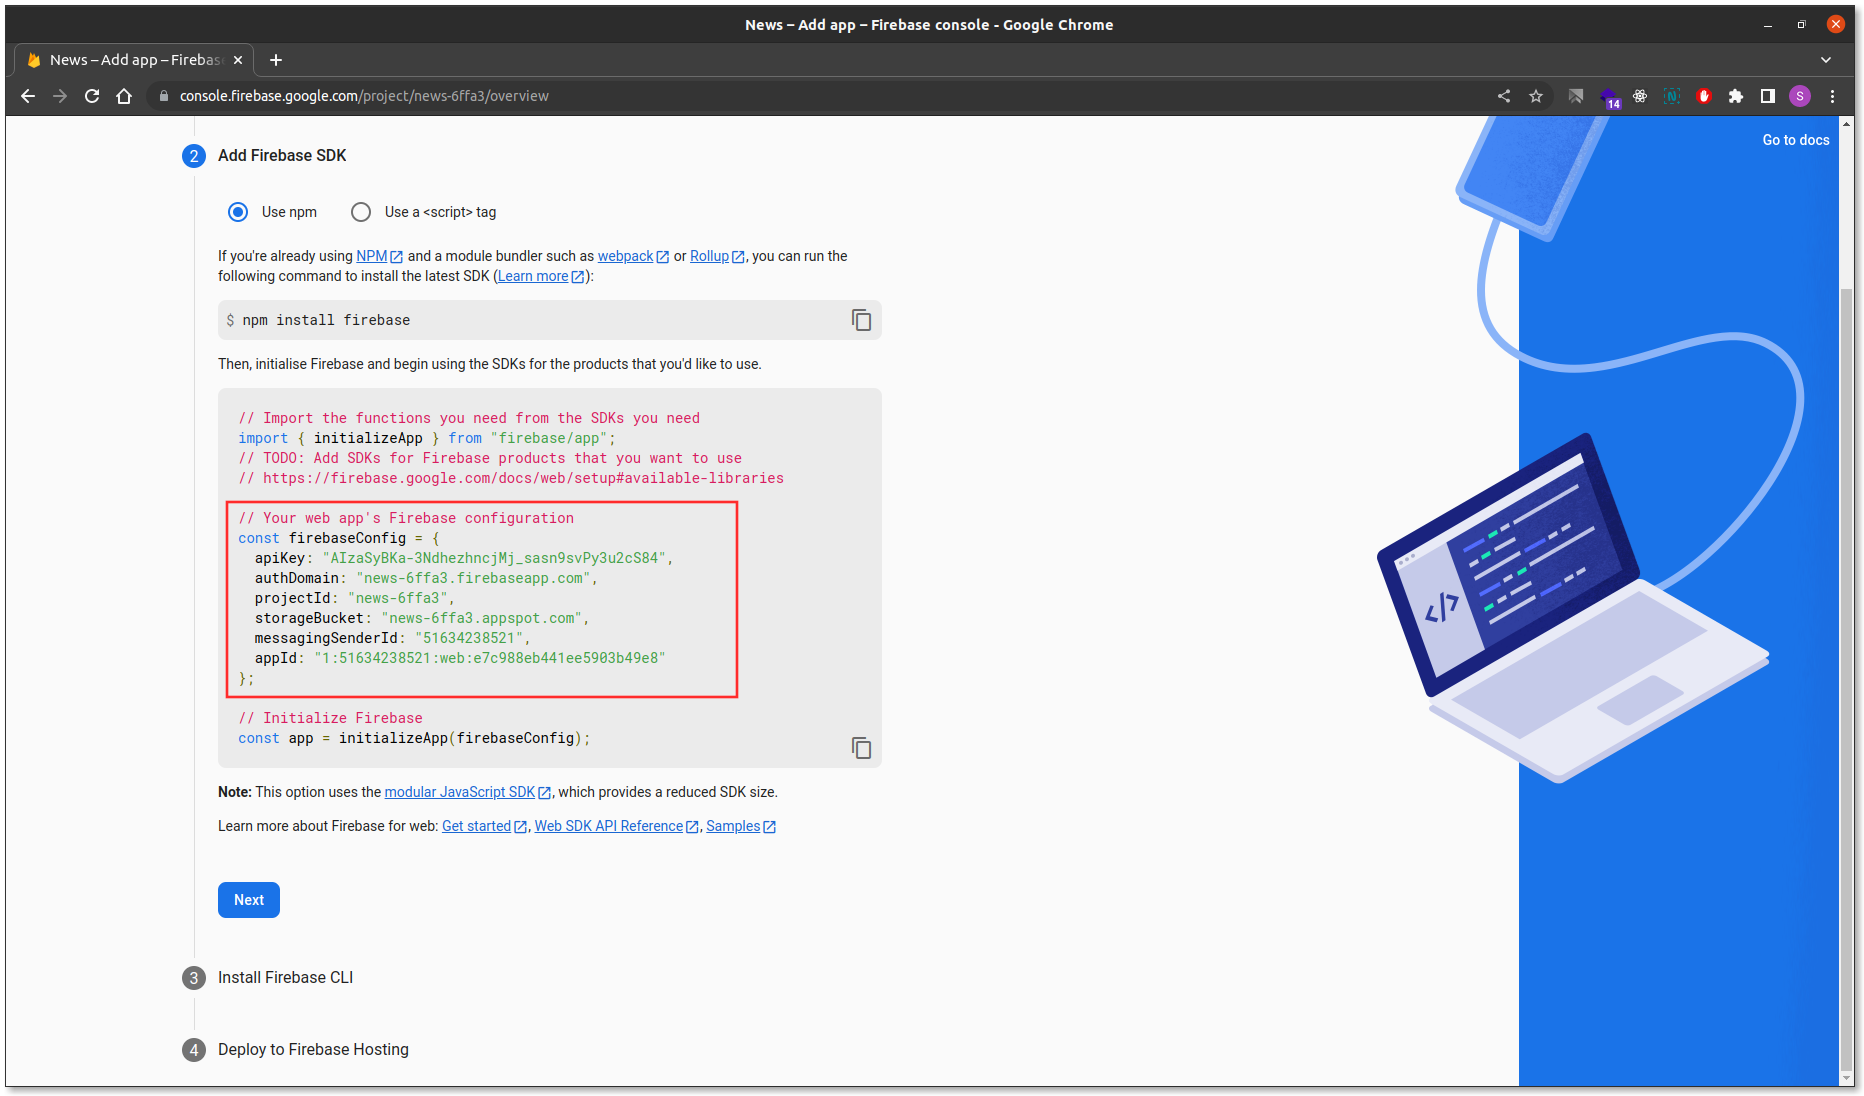 News – Add app – Firebase console - Google Chrome
News – Add app – Firebas
console.firebase.google.com/project/news-6ffa3/overview
14
S
Go to docs
2 Add Firebase SDK
Use npm Use a <script> tag
If you're already using NPM and a module bundler such as webpack or Rollup, you can run the
following command to install the latest SDK (Learn more):
$ npm install firebase
Then, initialise Firebase and begin using the SDKs for the products that you'd like to use.
// Import the functions you need from the SDKs you need
import { initializeApp } from "firebase/app";
// TODO: Add SDKs for Firebase products that you want to use
// https://firebase.google.com/docs/web/setup#available-libraries
// Your web app's Firebase configuration
const firebaseConfig = {
apiKey: "AIzaSyBKa-3NdhezhncjMj_sasn9svPy3u2cS84",
authDomain: "news-6ffa3.firebaseapp.com",
projectId: "news-6ffa3",
storageBucket: "news-6ffa3.appspot.com",
messagingSenderId: "51634238521",
appId: "1:51634238521:web:e7c988eb441ee5903b49e8"
};
// Initialize Firebase
const app = initializeApp(firebaseConfig);
</>
Note: This option uses the modular JavaScript SDK, which provides a reduced SDK size.
Learn more about Firebase for web: Get started, Web SDK API Reference, Samples
Next
3 Install Firebase CLI
4 Deploy to Firebase Hosting